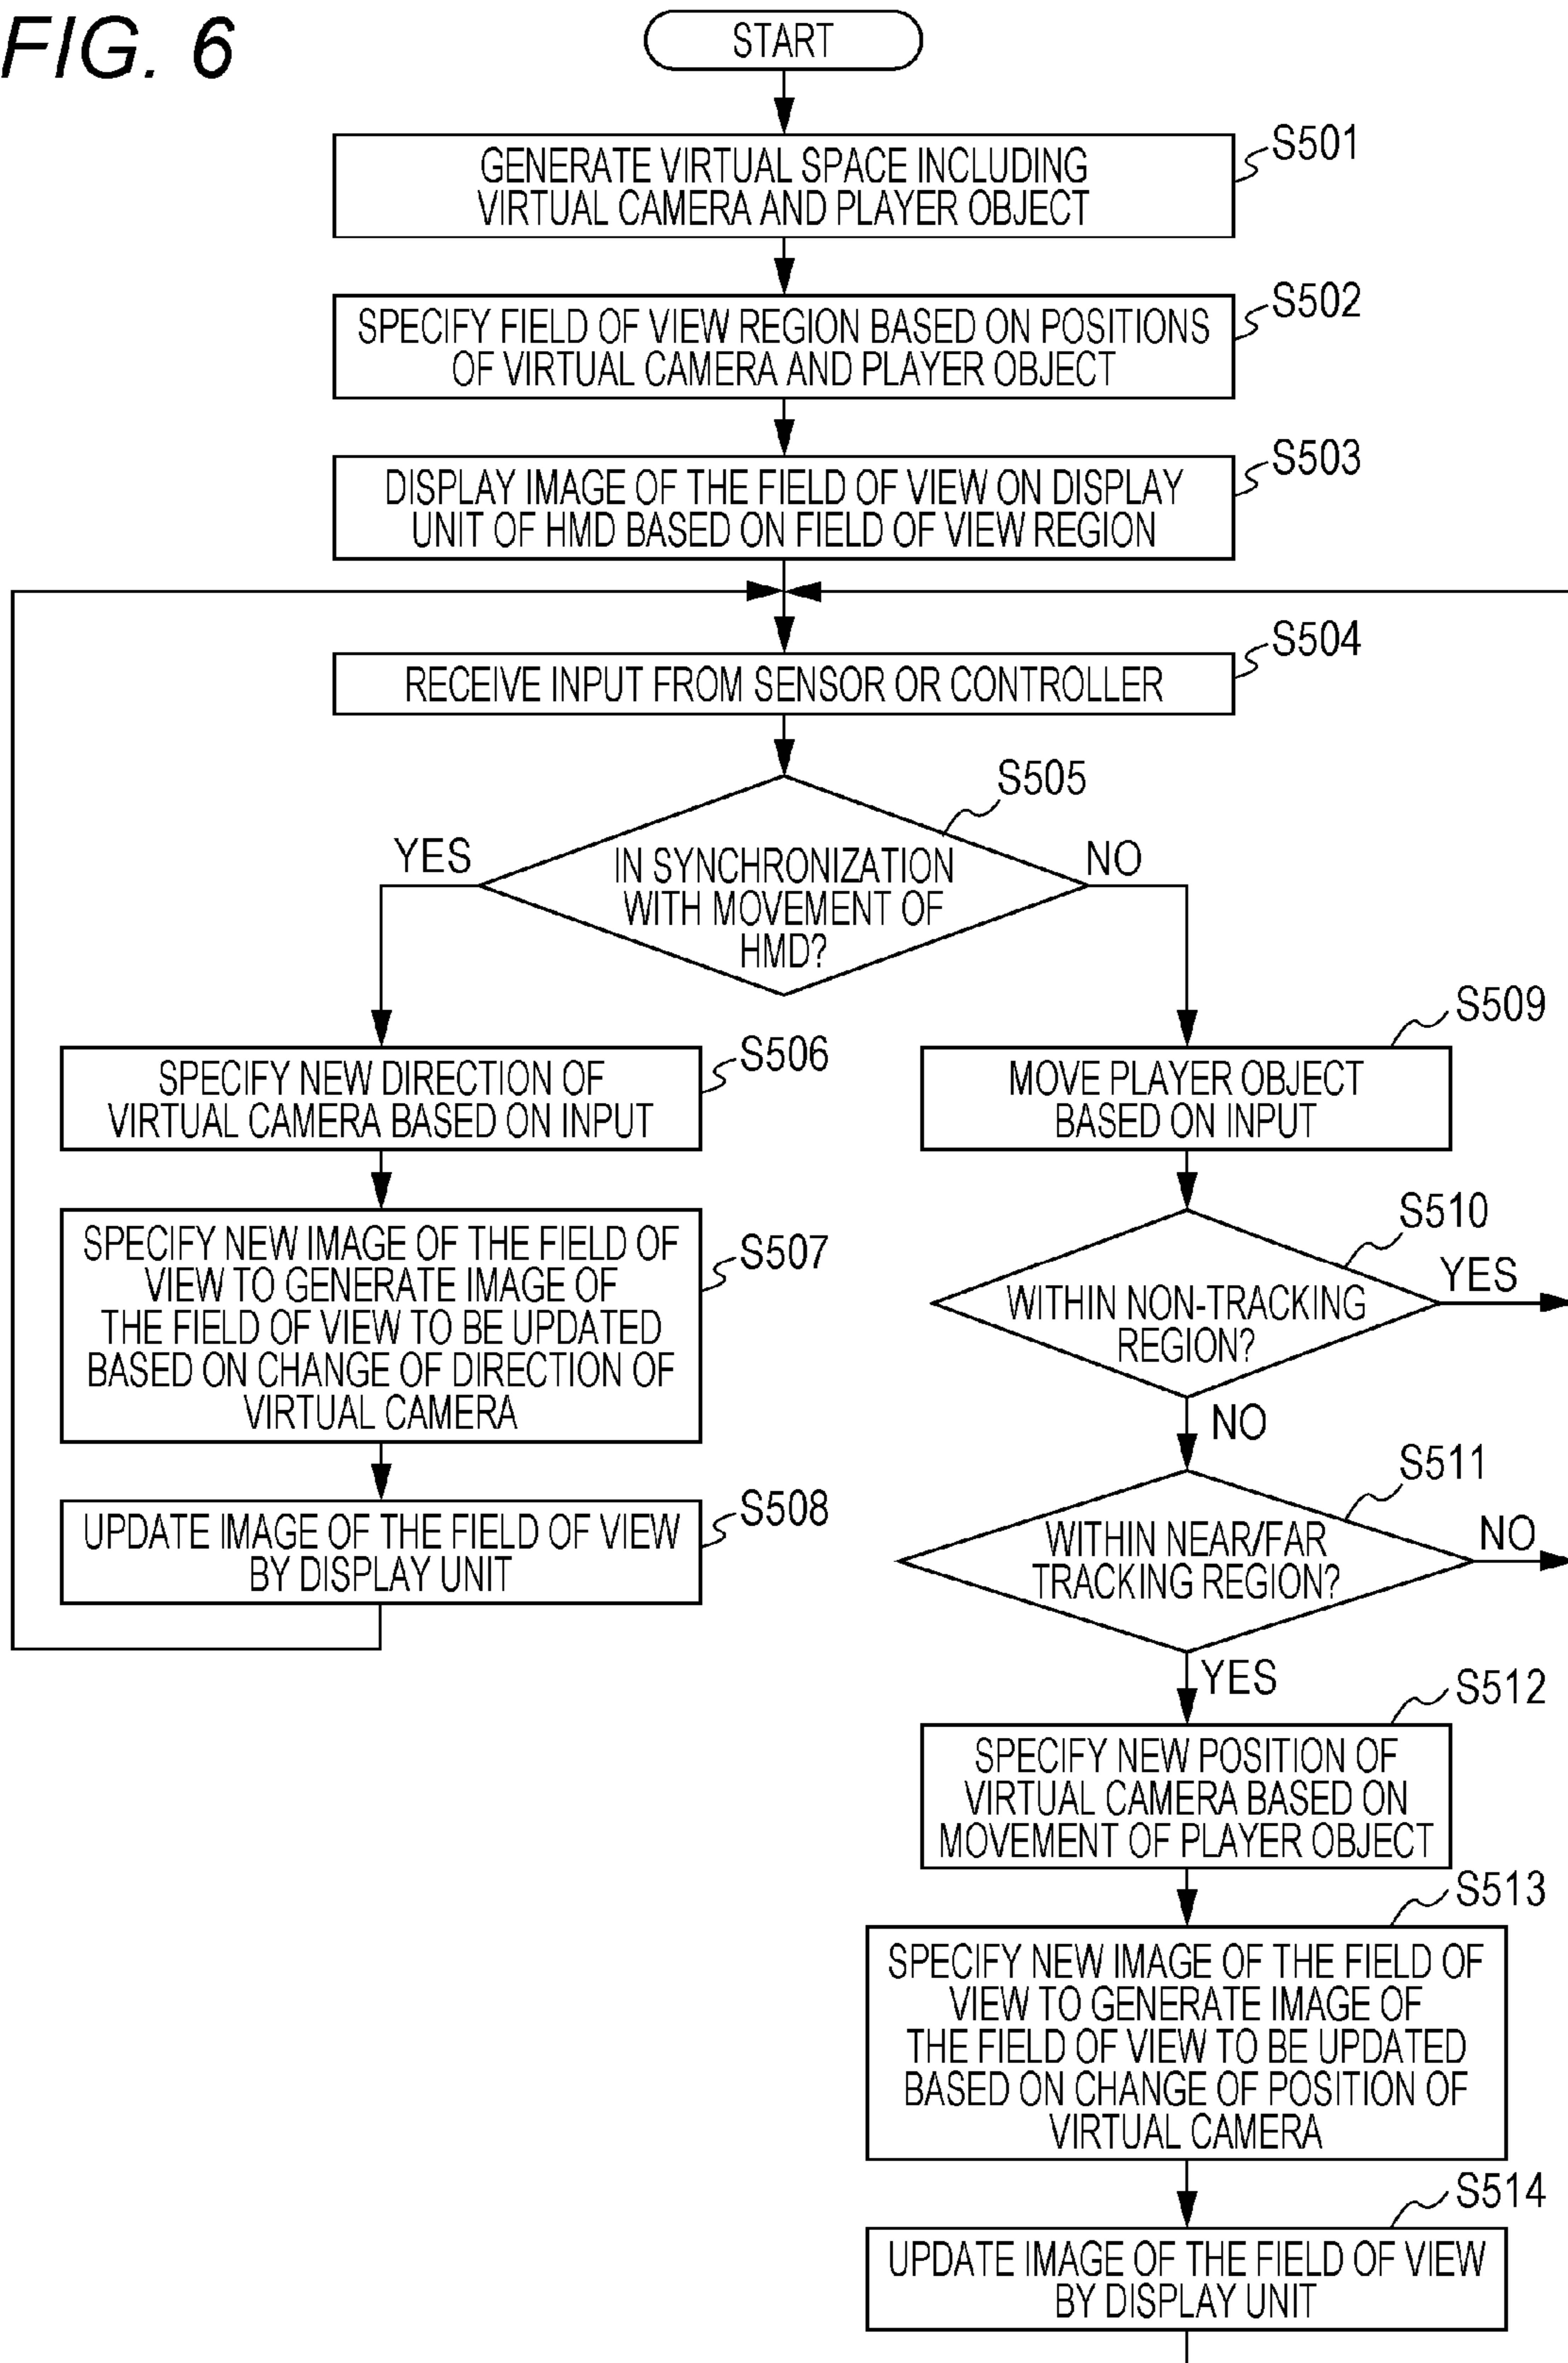 FIG. 6
START
S501
GENERATE VIRTUAL SPACE INCLUDING
VIRTUAL CAMERA AND PLAYER OBJECT
S502
SPECIFY FIELD OF VIEW REGION BASED ON POSITIONS
OF VIRTUAL CAMERA AND PLAYER OBJECT
S503
DISPLAY IMAGE OF THE FIELD OF VIEW ON DISPLAY
UNIT OF HMD BASED ON FIELD OF VIEW REGION
S504
RECEIVE INPUT FROM SENSOR OR CONTROLLER
S505
IN SYNCHRONIZATION
WITH MOVEMENT OF
HMD?
YES
NO
S506
SPECIFY NEW DIRECTION OF
VIRTUAL CAMERA BASED ON INPUT
S507
SPECIFY NEW IMAGE OF THE FIELD OF
VIEW TO GENERATE IMAGE OF
THE FIELD OF VIEW TO BE UPDATED
BASED ON CHANGE OF DIRECTION OF
VIRTUAL CAMERA
S508
UPDATE IMAGE OF THE FIELD OF VIEW
BY DISPLAY UNIT
S509
MOVE PLAYER OBJECT
BASED ON INPUT
S510
WITHIN NON-TRACKING
REGION?
YES
NO
S511
WITHIN NEAR/FAR
TRACKING REGION?
NO
YES
S512
SPECIFY NEW POSITION OF
VIRTUAL CAMERA BASED ON
MOVEMENT OF PLAYER OBJECT
S513
SPECIFY NEW IMAGE OF THE FIELD OF
VIEW TO GENERATE IMAGE OF
THE FIELD OF VIEW TO BE UPDATED
BASED ON CHANGE OF POSITION OF
VIRTUAL CAMERA
S514
UPDATE IMAGE OF THE FIELD OF VIEW
BY DISPLAY UNIT